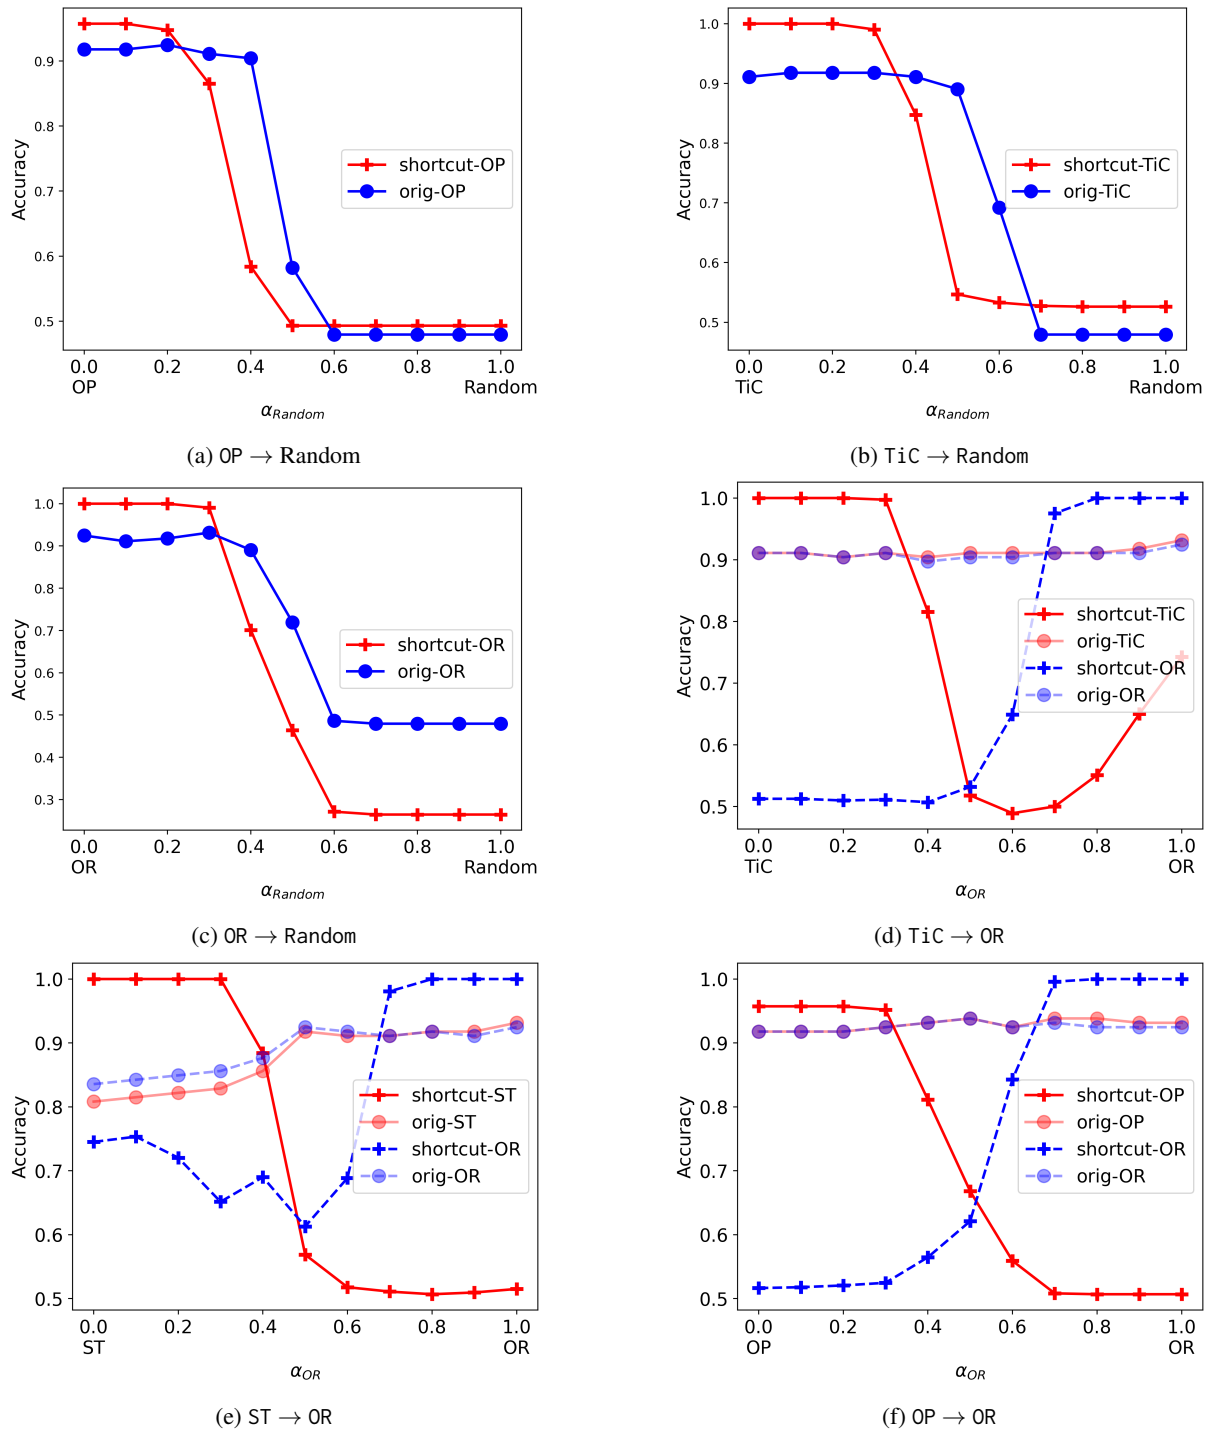 0.9
0.8
0.7
0.6
0.5
Accuracy
shortcut-OP
orig-OP
0.0 0.2 0.4 0.6 0.8 1.0
OP Random
α_Random
(a) OP → Random
1.0
0.9
0.8
0.7
0.6
0.5
Accuracy
shortcut-TiC
orig-TiC
0.0 0.2 0.4 0.6 0.8 1.0
TiC Random
α_Random
(b) TiC → Random
1.0
0.9
0.8
0.7
0.6
0.5
0.4
0.3
Accuracy
shortcut-OR
orig-OR
0.0 0.2 0.4 0.6 0.8 1.0
OR Random
α_Random
(c) OR → Random
1.0
0.9
0.8
0.7
0.6
0.5
Accuracy
shortcut-TiC
orig-TiC
shortcut-OR
orig-OR
0.0 0.2 0.4 0.6 0.8 1.0
TiC OR
α_OR
(d) TiC → OR
1.0
0.9
0.8
0.7
0.6
0.5
Accuracy
shortcut-ST
orig-ST
shortcut-OR
orig-OR
0.0 0.2 0.4 0.6 0.8 1.0
ST OR
α_OR
(e) ST → OR
1.0
0.9
0.8
0.7
0.6
0.5
Accuracy
shortcut-OP
orig-OP
shortcut-OR
orig-OR
0.0 0.2 0.4 0.6 0.8 1.0
OP OR
α_OR
(f) OP → OR